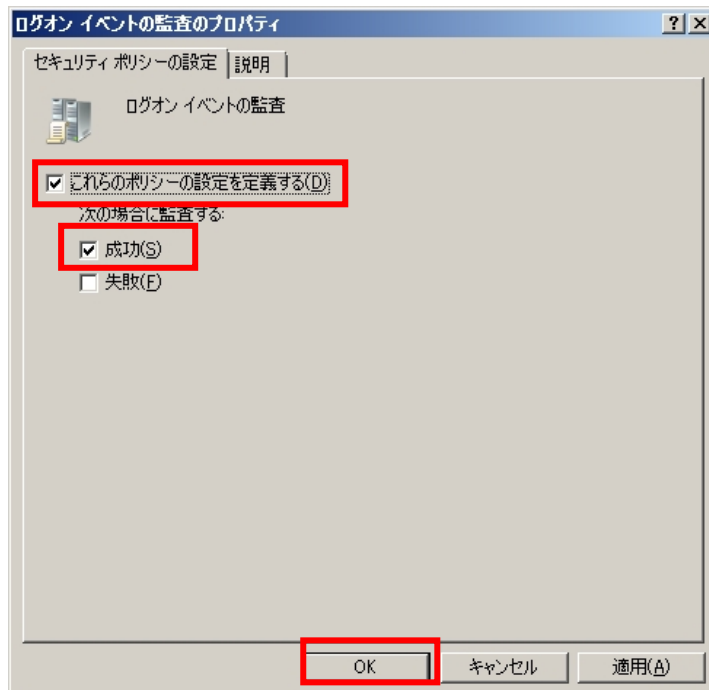 ログオン イベントの監査のプロパティ
セキュリティ ポリシーの設定 説明
ログオン イベントの監査
これらのポリシーの設定を定義する(D)
次の場合に監査する:
成功(S)
失敗(F)
OK キャンセル 適用(A)